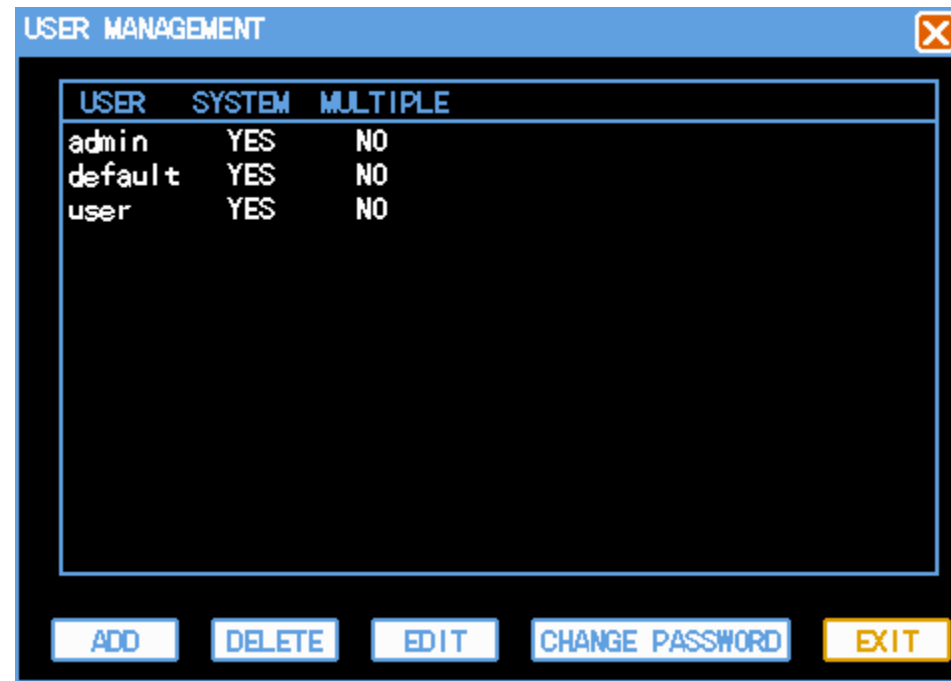 USER MANAGEMENT
USER SYSTEM MULTIPLE
admin YES NO
default YES NO
user YES NO
ADD DELETE EDIT CHANGE PASSWORD EXIT